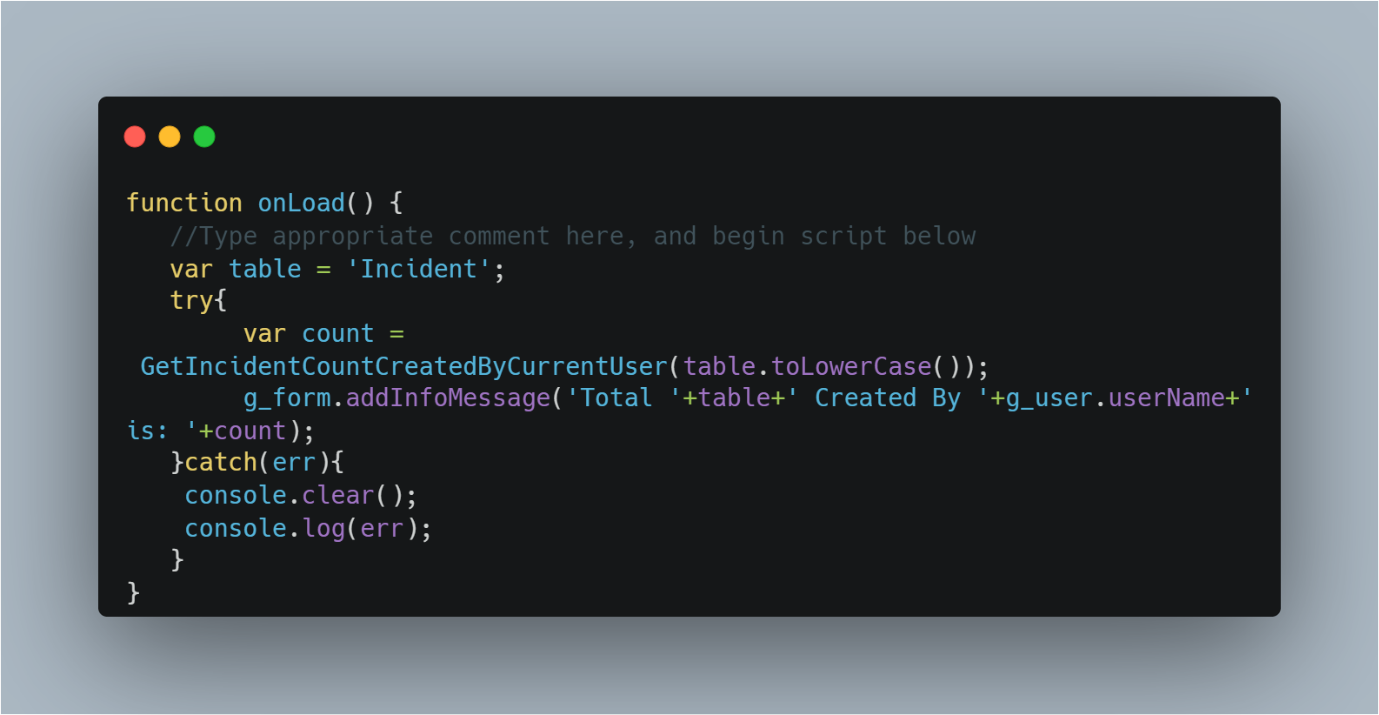 function onLoad() {
   //Type appropriate comment here, and begin script below
   var table = 'Incident';
   try{
        var count =
 GetIncidentCountCreatedByCurrentUser(table.toLowerCase());
        g_form.addInfoMessage('Total '+table+' Created By '+g_user.userName+'
is: '+count);
   }catch(err){
    console.clear();
    console.log(err);
   }
}